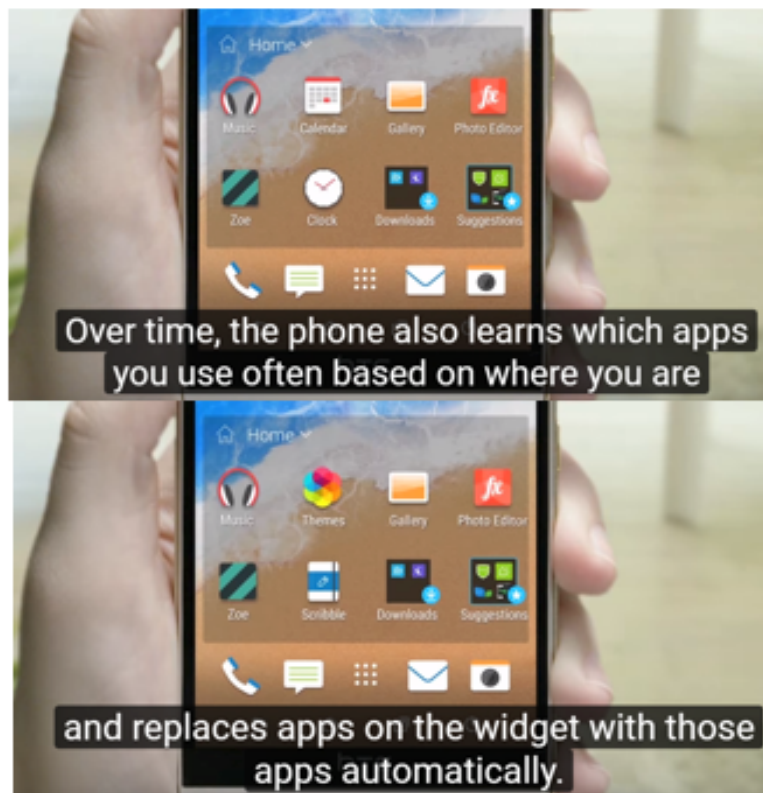 Home
Music Calendar Gallery Photo Editor
Zoe Clock Downloads Suggestions
Over time, the phone also learns which apps
you use often based on where you are
Home
Music Themes Gallery Photo Editor
Zoe Scribble Downloads Suggestions
and replaces apps on the widget with those
apps automatically.